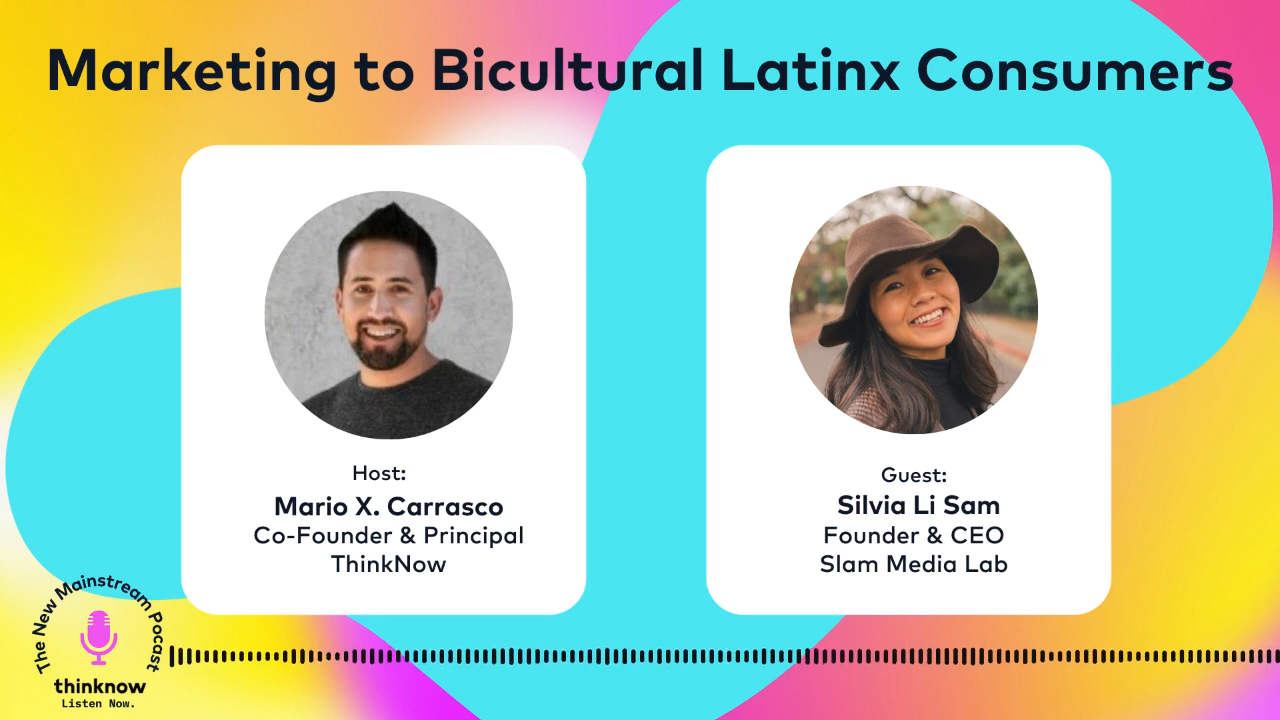 Marketing to Bicultural Latinx Consumers
Host:
Mario X. Carrasco
Co-Founder & Principal
ThinkNow
Guest:
Silvia Li Sam
Founder & CEO
Slam Media Lab
The New Mainstream Pocast
thinknow
Listen Now.